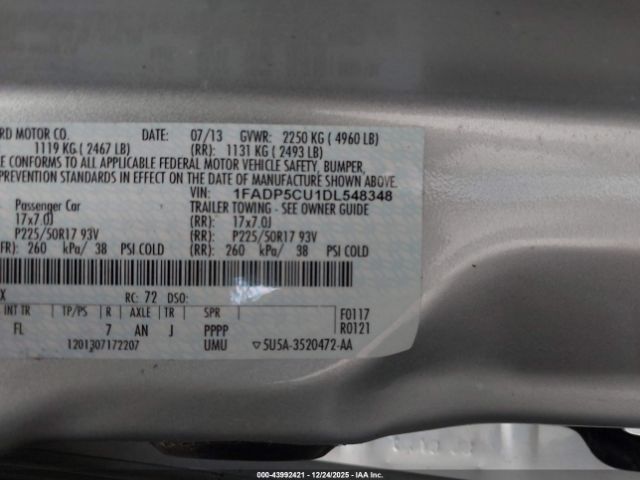 RD MOTOR CO. DATE: 07/13 GVWR: 2250 KG ( 4960 LB)
1119 KG ( 2467 LB) (RR): 1131 KG ( 2493 LB)
E CONFORMS TO ALL APPLICABLE FEDERAL MOTOR VEHICLE SAFETY, BUMPER,
PREVENTION STANDARDS IN EFFECT ON THE DATE OF MANUFACTURE SHOWN ABOVE.
VIN: 1FADP5CU1DL548348
Passenger Car TRAILER TOWING - SEE OWNER GUIDE
17x7.0J (RR): 17x7.0J
P225/50R17 93V (RR): P225/50R17 93V
FR): 260 kPa/ 38 PSI COLD (RR): 260 kPa/ 38 PSI COLD
X RC: 72 DSO:
INT TR TP/PS R AXLE TR SPR F0117
FL 7 AN J PPPP R0121
1201307172207 UMU ▽5U5A-3520472-AA
000-43992421 - 12/24/2025 - IAAI.COM